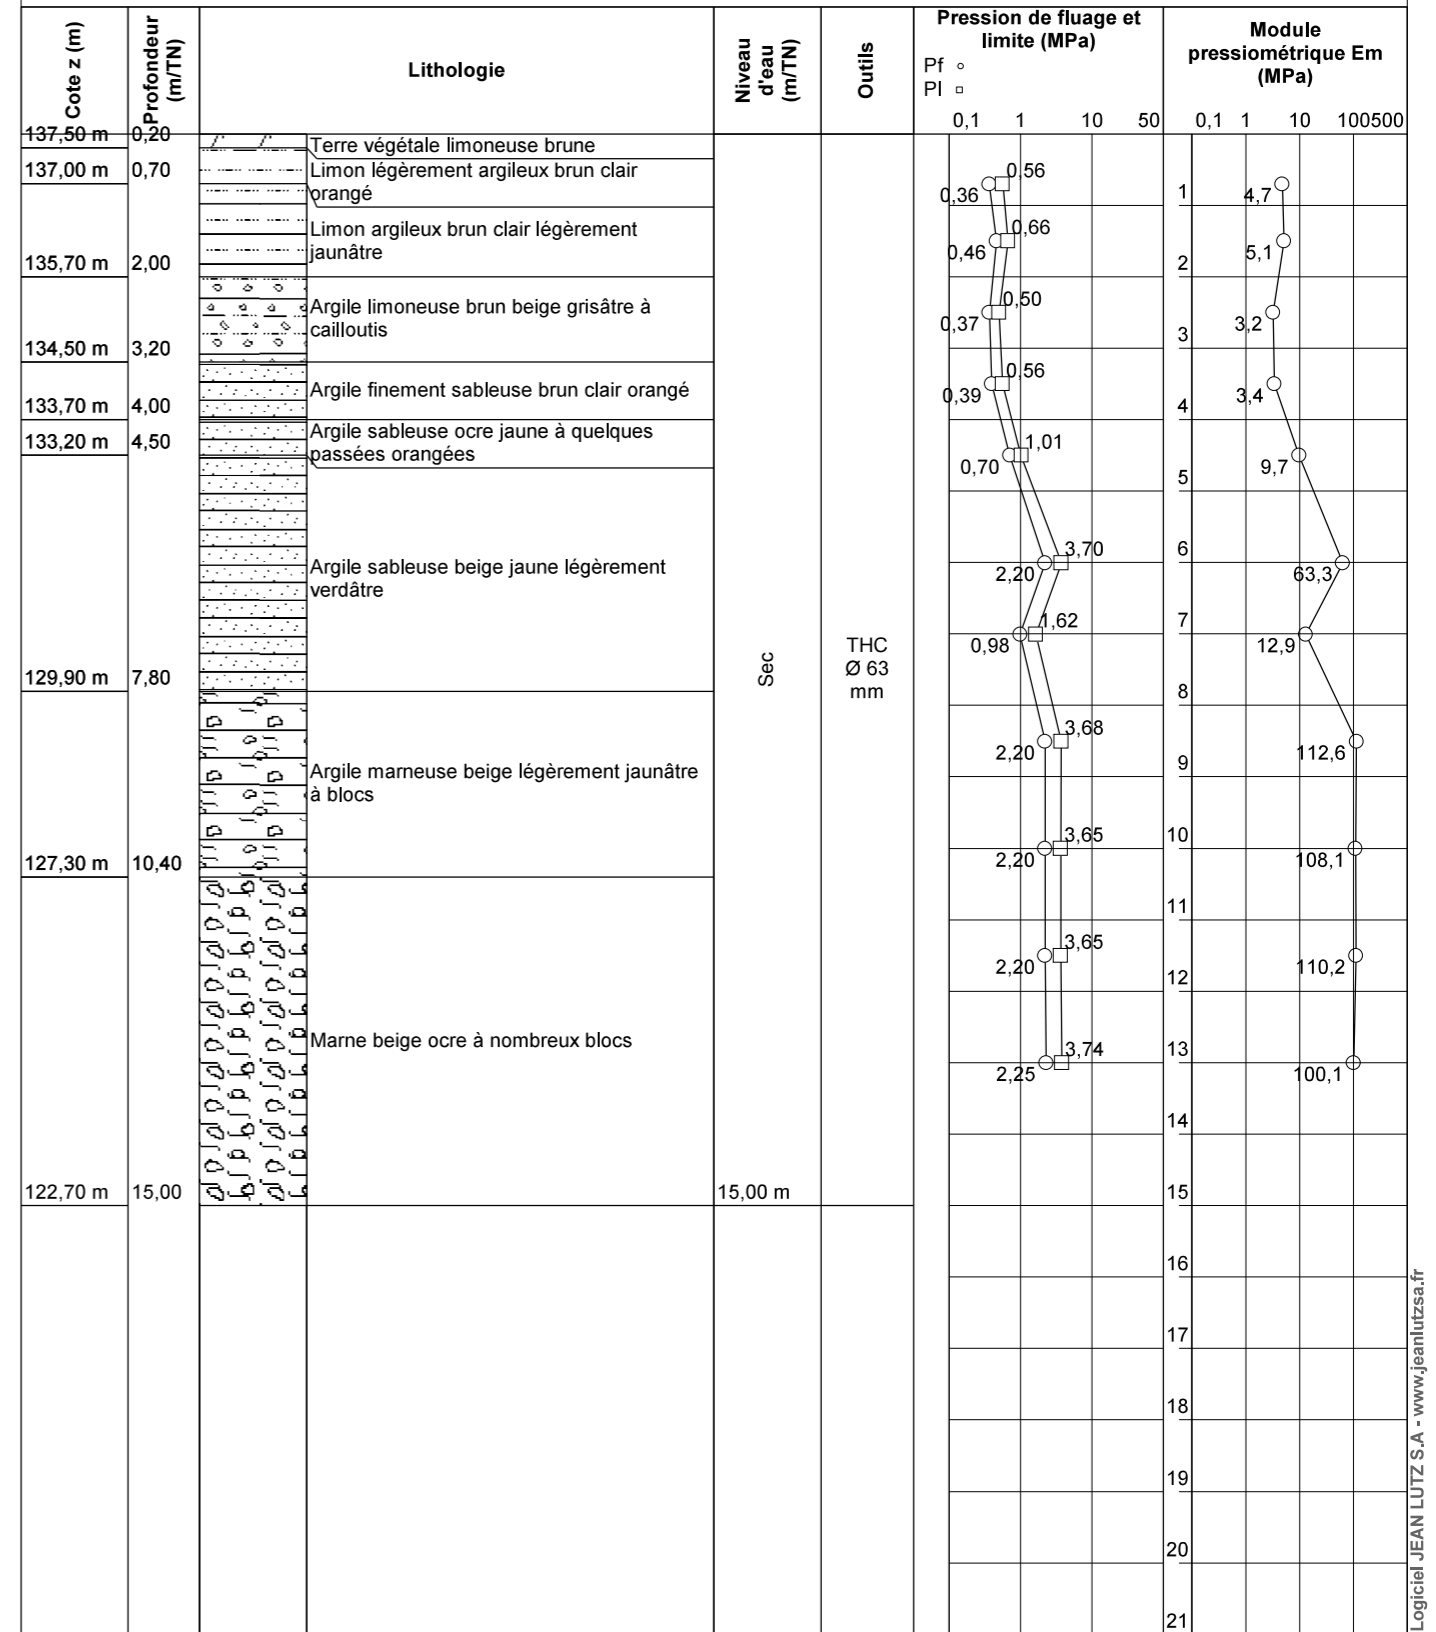 Cote z (m)
Profondeur
(m/TN)
Lithologie
Niveau
d'eau
(m/TN)
Outils
Pression de fluage et
limite (MPa)
Pf
Pl
0,1 1 10 50
Module
pressiométrique Em
(MPa)
0,1 1 10 100500
137,50 m 0,20
Terre végétale limoneuse brune
137,00 m 0,70
Limon légèrement argileux brun clair
orangé
Limon argileux brun clair légèrement
jaunâtre
135,70 m 2,00
Argile limoneuse brun beige grisâtre à
cailloutis
134,50 m 3,20
Argile finement sableuse brun clair orangé
133,70 m 4,00
Argile sableuse ocre jaune à quelques
passées orangées
133,20 m 4,50
Argile sableuse beige jaune légèrement
verdâtre
129,90 m 7,80
Argile marneuse beige légèrement jaunâtre
à blocs
127,30 m 10,40
Marne beige ocre à nombreux blocs
122,70 m 15,00
Sec
15,00 m
THC
Ø 63
mm
0,56
0,36
0,66
0,46
0,50
0,37
0,56
0,39
1,01
0,70
3,70
2,20
1,62
0,98
3,68
2,20
3,65
2,20
3,65
2,20
3,74
2,25
1
2
3
4
5
6
7
8
9
10
11
12
13
14
15
16
17
18
19
20
21
4,7
5,1
3,2
3,4
9,7
63,3
12,9
112,6
108,1
110,2
100,1
Logiciel JEAN LUTZ S.A - www.jeanlutzsa.fr